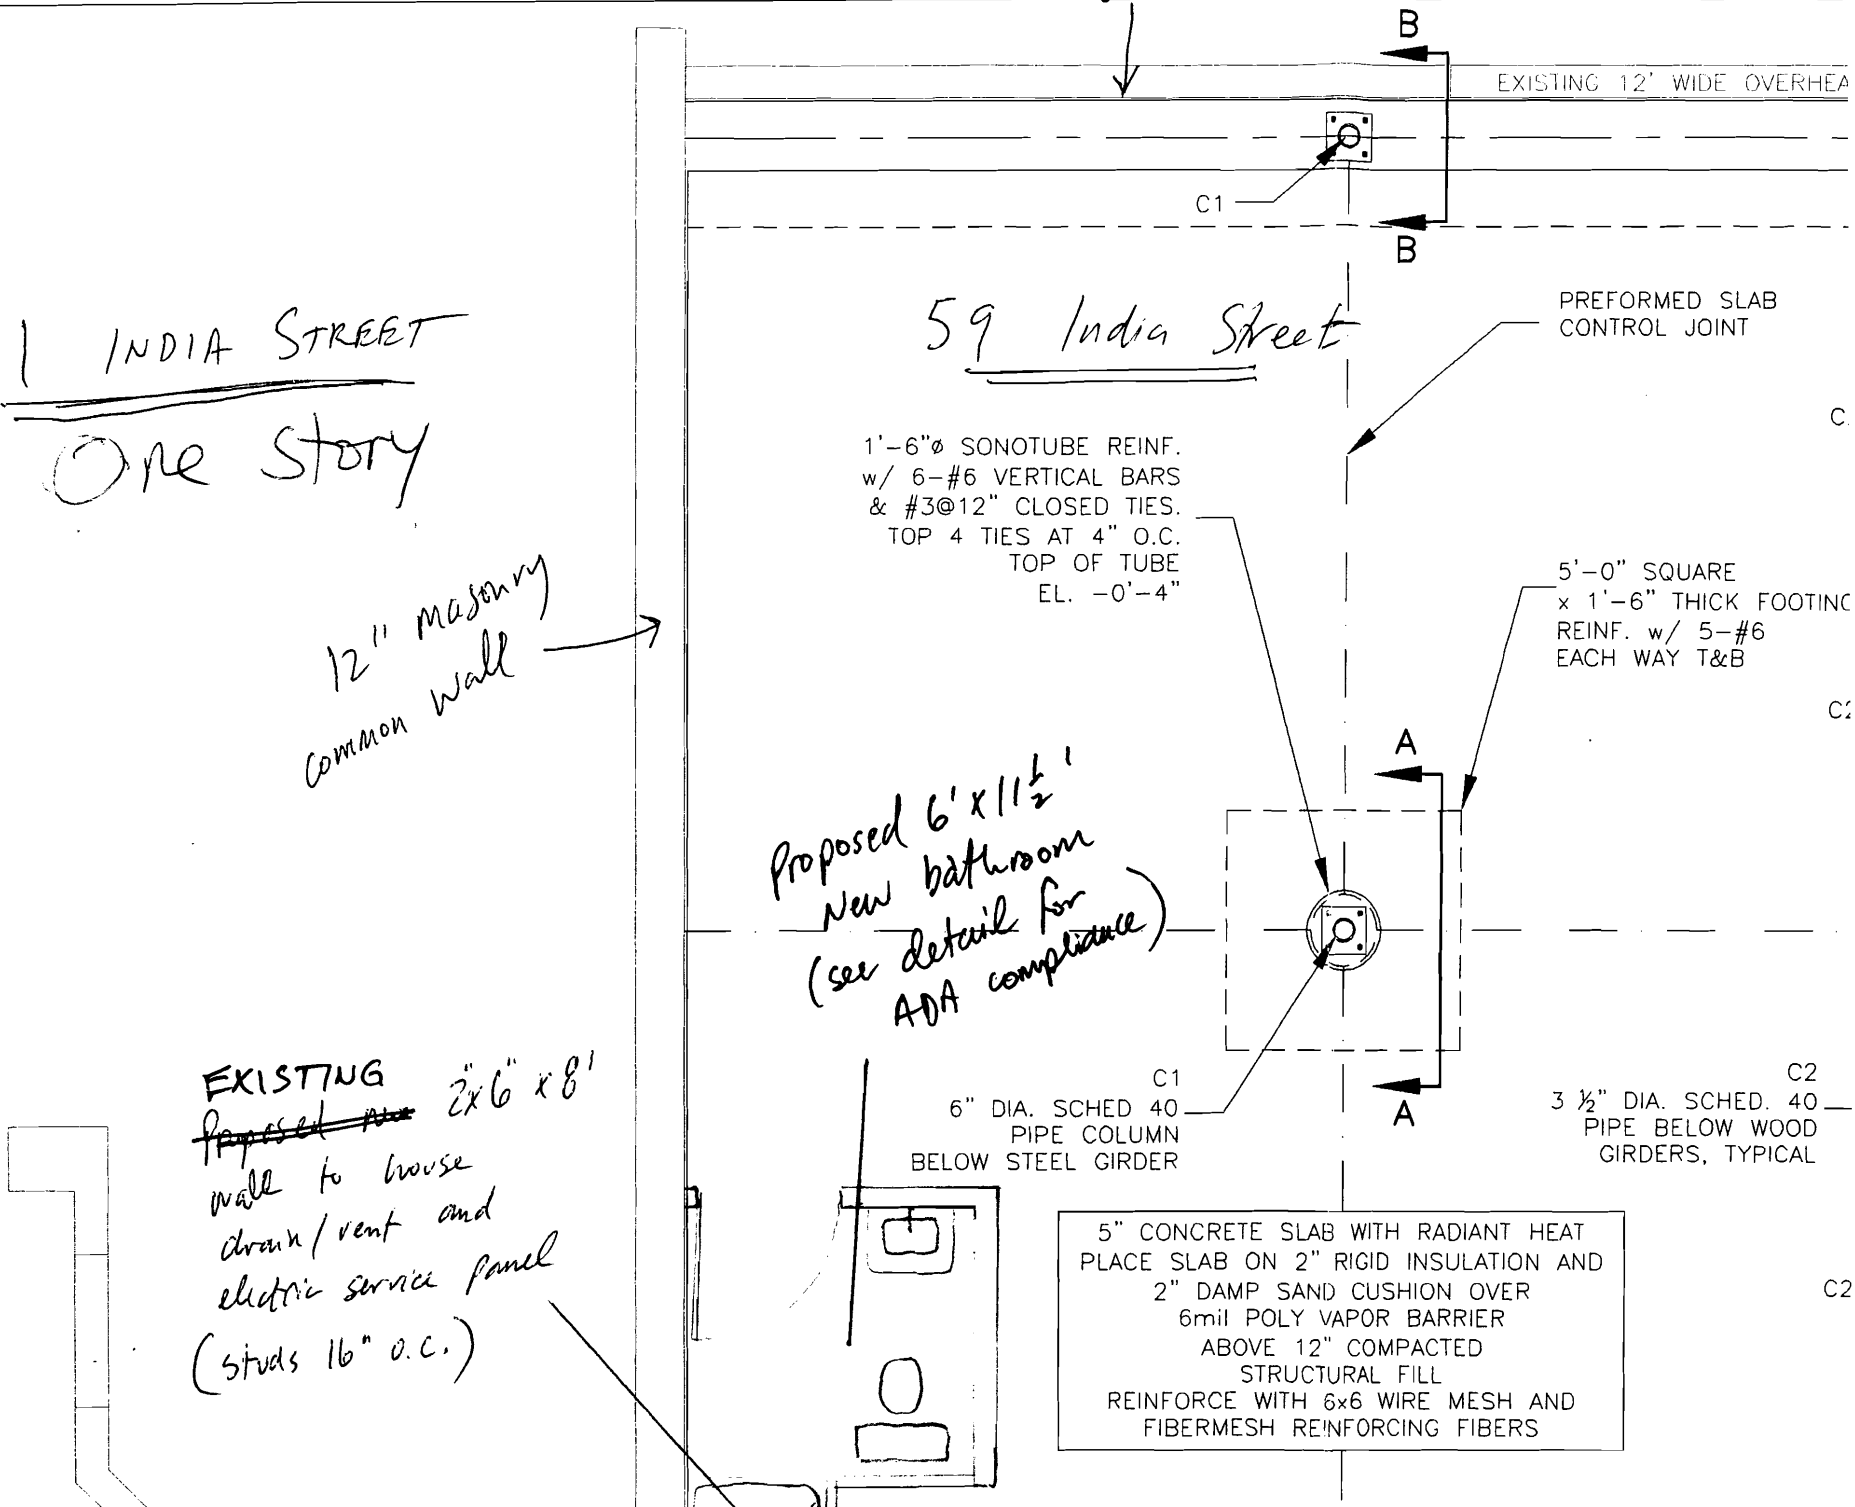 B
EXISTING 12' WIDE OVERHEA
C1
B
1 INDIA STREET
One Story
59 India Street
PREFORMED SLAB
CONTROL JOINT
C
1'-6"ø SONOTUBE REINF.
w/ 6-#6 VERTICAL BARS
& #3@12" CLOSED TIES.
TOP 4 TIES AT 4" O.C.
TOP OF TUBE
EL. -0'-4"
5'-0" SQUARE
x 1'-6" THICK FOOTING
REINF. w/ 5-#6
EACH WAY T&B
12" masonry
common wall
C2
A
Proposed 6' x 11 1/2'
New bathroom
(see detail for
ADA compliance)
A
C1
6" DIA. SCHED 40
PIPE COLUMN
BELOW STEEL GIRDER
C2
3 ½" DIA. SCHED. 40
PIPE BELOW WOOD
GIRDERS, TYPICAL
EXISTING
Proposed new 2"x6" x 8'
wall to house
drain/vent and
electric service panel
(studs 16" o.c.)
5" CONCRETE SLAB WITH RADIANT HEAT
PLACE SLAB ON 2" RIGID INSULATION AND
2" DAMP SAND CUSHION OVER
6mil POLY VAPOR BARRIER
ABOVE 12" COMPACTED
STRUCTURAL FILL
REINFORCE WITH 6x6 WIRE MESH AND
FIBERMESH REINFORCING FIBERS
C2